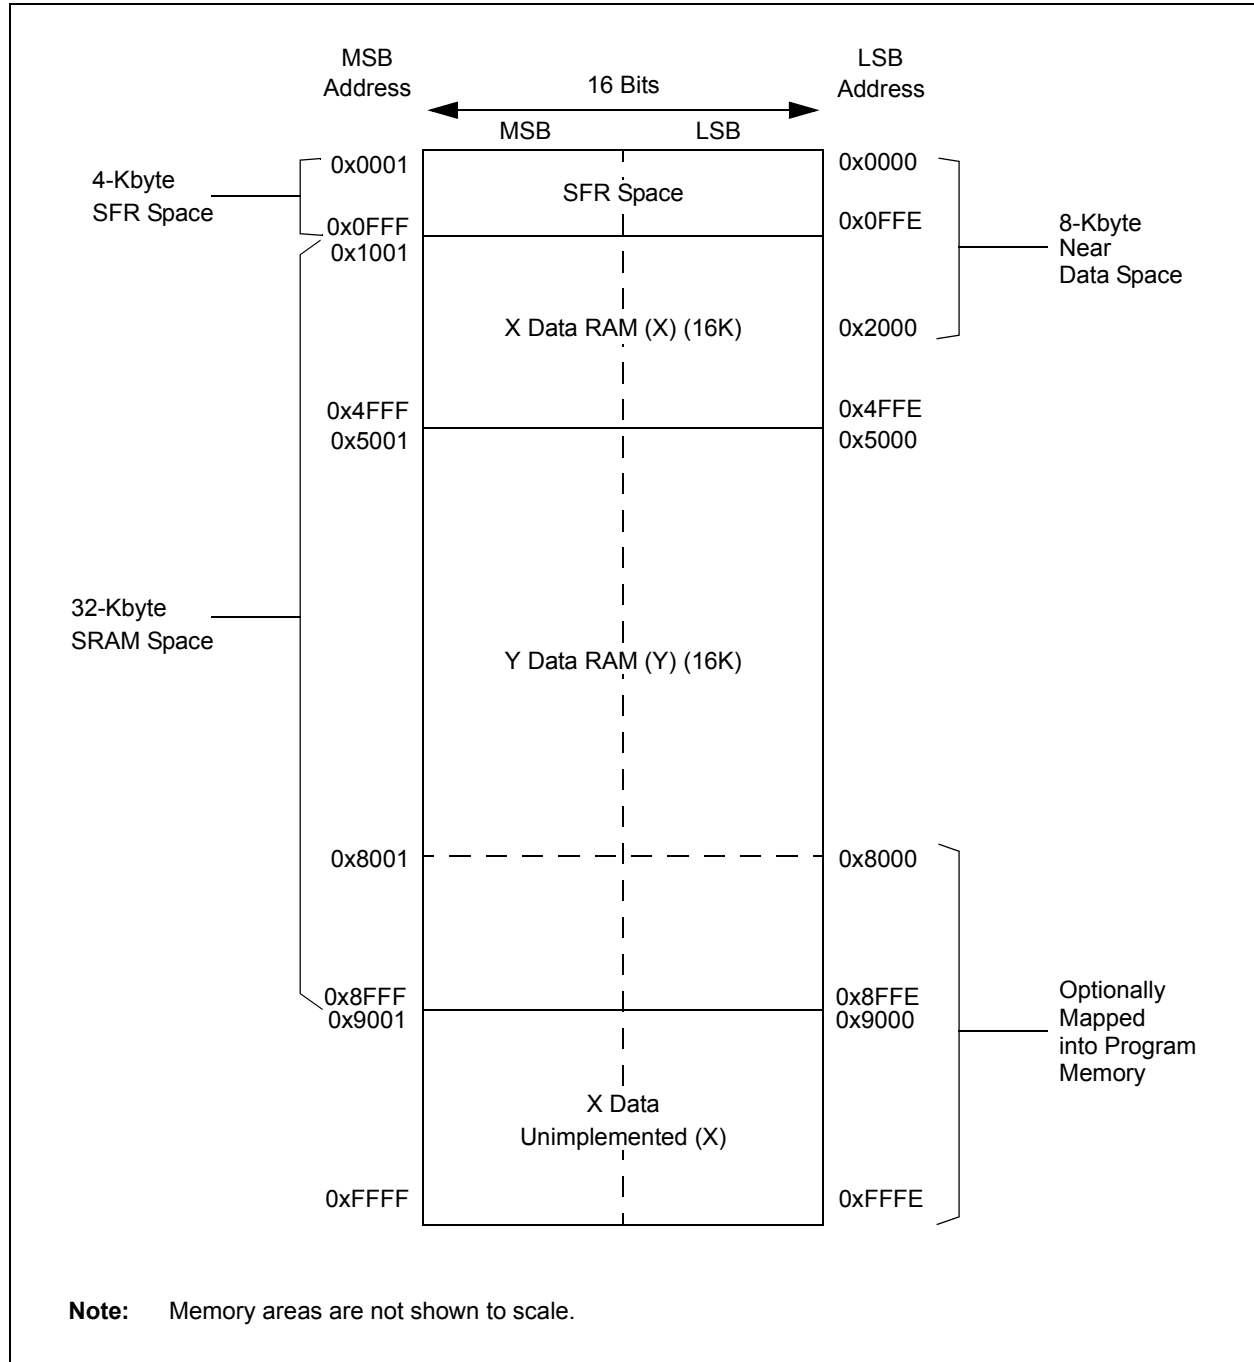 MSB
Address
LSB
Address
16 Bits
MSB
LSB
4-Kbyte
SFR Space
0x0001
0x0FFF
0x1001
SFR Space
0x0000
0x0FFE
8-Kbyte
Near
Data Space
X Data RAM (X) (16K)
0x2000
0x4FFF
0x5001
0x4FFE
0x5000
32-Kbyte
SRAM Space
Y Data RAM (Y) (16K)
0x8001
0x8000
0x8FFF
0x9001
0x8FFE
0x9000
Optionally
Mapped
into Program
Memory
X Data
Unimplemented (X)
0xFFFF
0xFFFE
Note: Memory areas are not shown to scale.